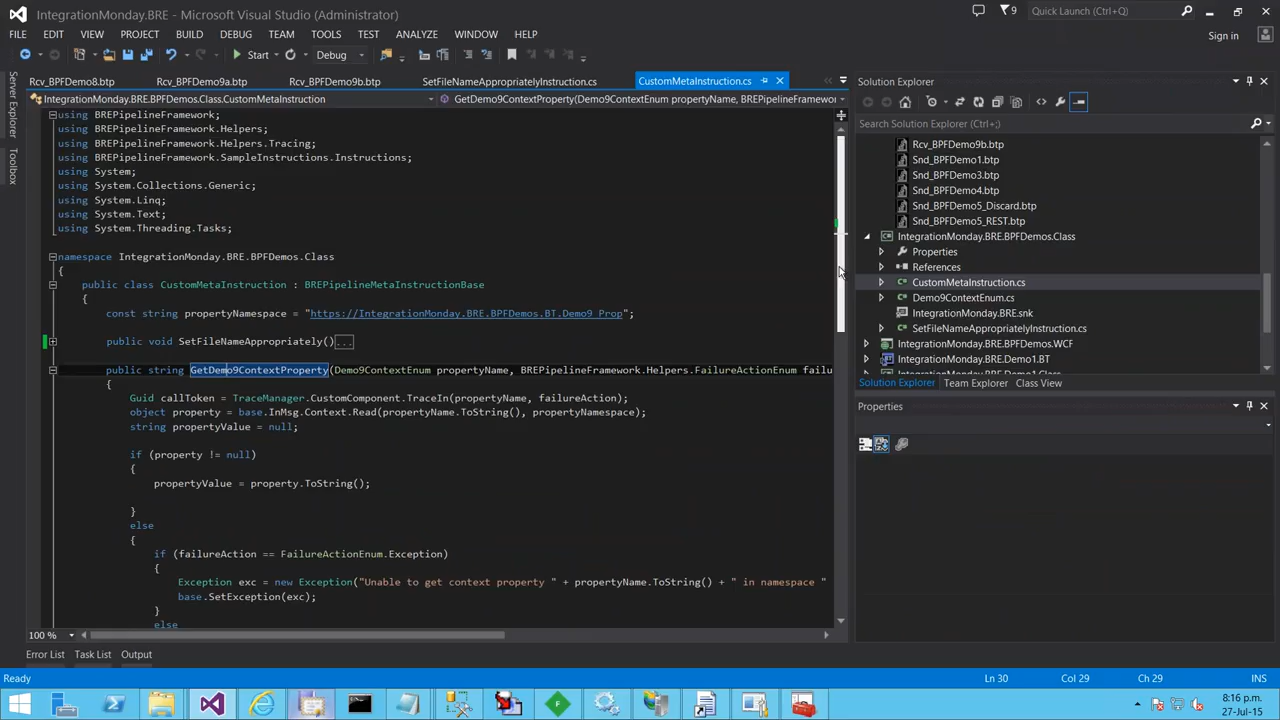 IntegrationMonday.BRE - Microsoft Visual Studio (Administrator)
9
Quick Launch (Ctrl+;)
FILE EDIT VIEW PROJECT BUILD DEBUG TEAM TOOLS TEST ANALYZE WINDOW HELP
Sign in
Start Debug
Server Explorer
Toolbox
Rcv_BPFDemo8.btp Rcv_BPFDemo9a.btp Rcv_BPFDemo9b.btp SetFileNameAppropriatelyInstruction.cs CustomMetaInstruction.cs
IntegrationMonday.BRE.BPFDemos.Class.CustomMetaInstruction GetDemo9ContextProperty(Demo9ContextEnum propertyName, BREPipelineFramewor
using BREPipelineFramework;
using BREPipelineFramework.Helpers;
using BREPipelineFramework.Helpers.Tracing;
using BREPipelineFramework.SampleInstructions.Instructions;
using System;
using System.Collections.Generic;
using System.Linq;
using System.Text;
using System.Threading.Tasks;
namespace IntegrationMonday.BRE.BPFDemos.Class
{
public class CustomMetaInstruction : BREPipelineMetaInstructionBase
{
const string propertyNamespace = "https://IntegrationMonday.BRE.BPFDemos.BT.Demo9_Prop";
public void SetFileNameAppropriately()...
public string GetDemo9ContextProperty(Demo9ContextEnum propertyName, BREPipelineFramework.Helpers.FailureActionEnum failu
{
Guid callToken = TraceManager.CustomComponent.TraceIn(propertyName, failureAction);
object property = base.InMsg.Context.Read(propertyName.ToString(), propertyNamespace);
string propertyValue = null;
if (property != null)
{
propertyValue = property.ToString();
}
else
{
if (failureAction == FailureActionEnum.Exception)
{
Exception exc = new Exception("Unable to get context property " + propertyName.ToString() + " in namespace "
base.SetException(exc);
}
else
100 %
Error List Task List Output
Solution Explorer
Search Solution Explorer (Ctrl+;)
Rcv_BPFDemo9b.btp
Snd_BPFDemo1.btp
Snd_BPFDemo3.btp
Snd_BPFDemo4.btp
Snd_BPFDemo5_Discard.btp
Snd_BPFDemo5_REST.btp
IntegrationMonday.BRE.BPFDemos.Class
Properties
References
CustomMetaInstruction.cs
Demo9ContextEnum.cs
IntegrationMonday.BRE.snk
SetFileNameAppropriatelyInstruction.cs
IntegrationMonday.BRE.BPFDemos.WCF
IntegrationMonday.BRE.Demo1.BT
IntegrationMonday.BRE.Demo1.Class
Solution Explorer Team Explorer Class View
Properties
Ready
Ln 30 Col 29 Ch 29 INS
8:16 p.m.
27-Jul-15